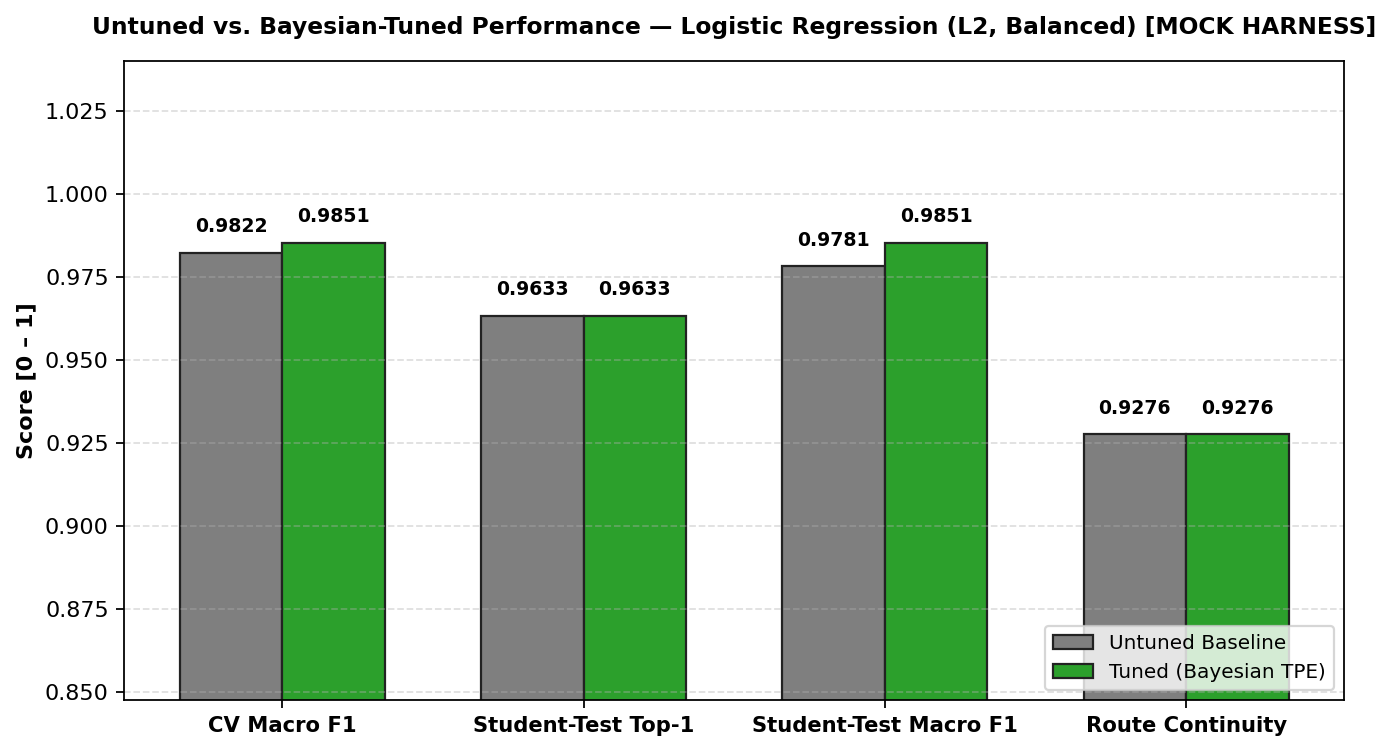 Untuned vs. Bayesian-Tuned Performance — Logistic Regression (L2, Balanced) [MOCK HARNESS]
Score [0 – 1]
1.025
1.000
0.975
0.950
0.925
0.900
0.875
0.850
0.9822
0.9851
0.9633
0.9633
0.9781
0.9851
0.9276
0.9276
Untuned Baseline
Tuned (Bayesian TPE)
CV Macro F1
Student-Test Top-1
Student-Test Macro F1
Route Continuity